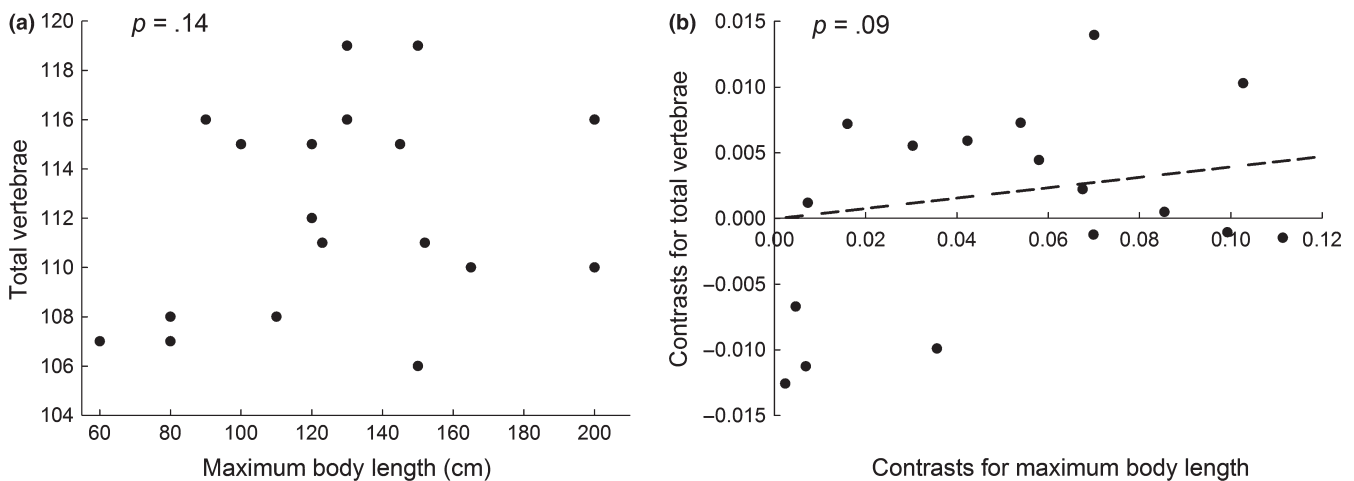 (a)
p = .14
120
118
116
114
112
110
108
106
104
Total vertebrae
60 80 100 120 140 160 180 200
Maximum body length (cm)
(b)
p = .09
0.015
0.010
0.005
0.000
−0.005
−0.010
−0.015
Contrasts for total vertebrae
0.00 0.02 0.04 0.06 0.08 0.10 0.12
Contrasts for maximum body length